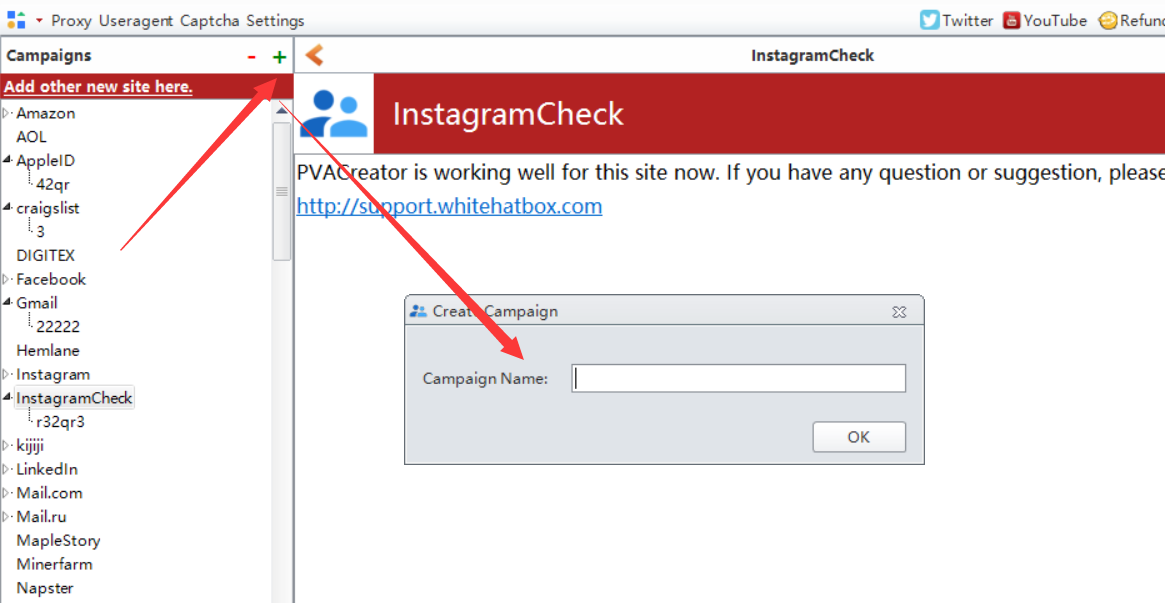 Proxy Useragent Captcha Settings
Twitter YouTube Refund
Campaigns - +
InstagramCheck
Add other new site here.
Amazon
AOL
AppleID
42qr
craigslist
3
DIGITEX
Facebook
Gmail
22222
Hemlane
Instagram
InstagramCheck
r32qr3
kijiji
LinkedIn
Mail.com
Mail.ru
MapleStory
Minerfarm
Napster
InstagramCheck
PVACreator is working well for this site now. If you have any question or suggestion, please
http://support.whitehatbox.com
Create Campaign
Campaign Name:
OK